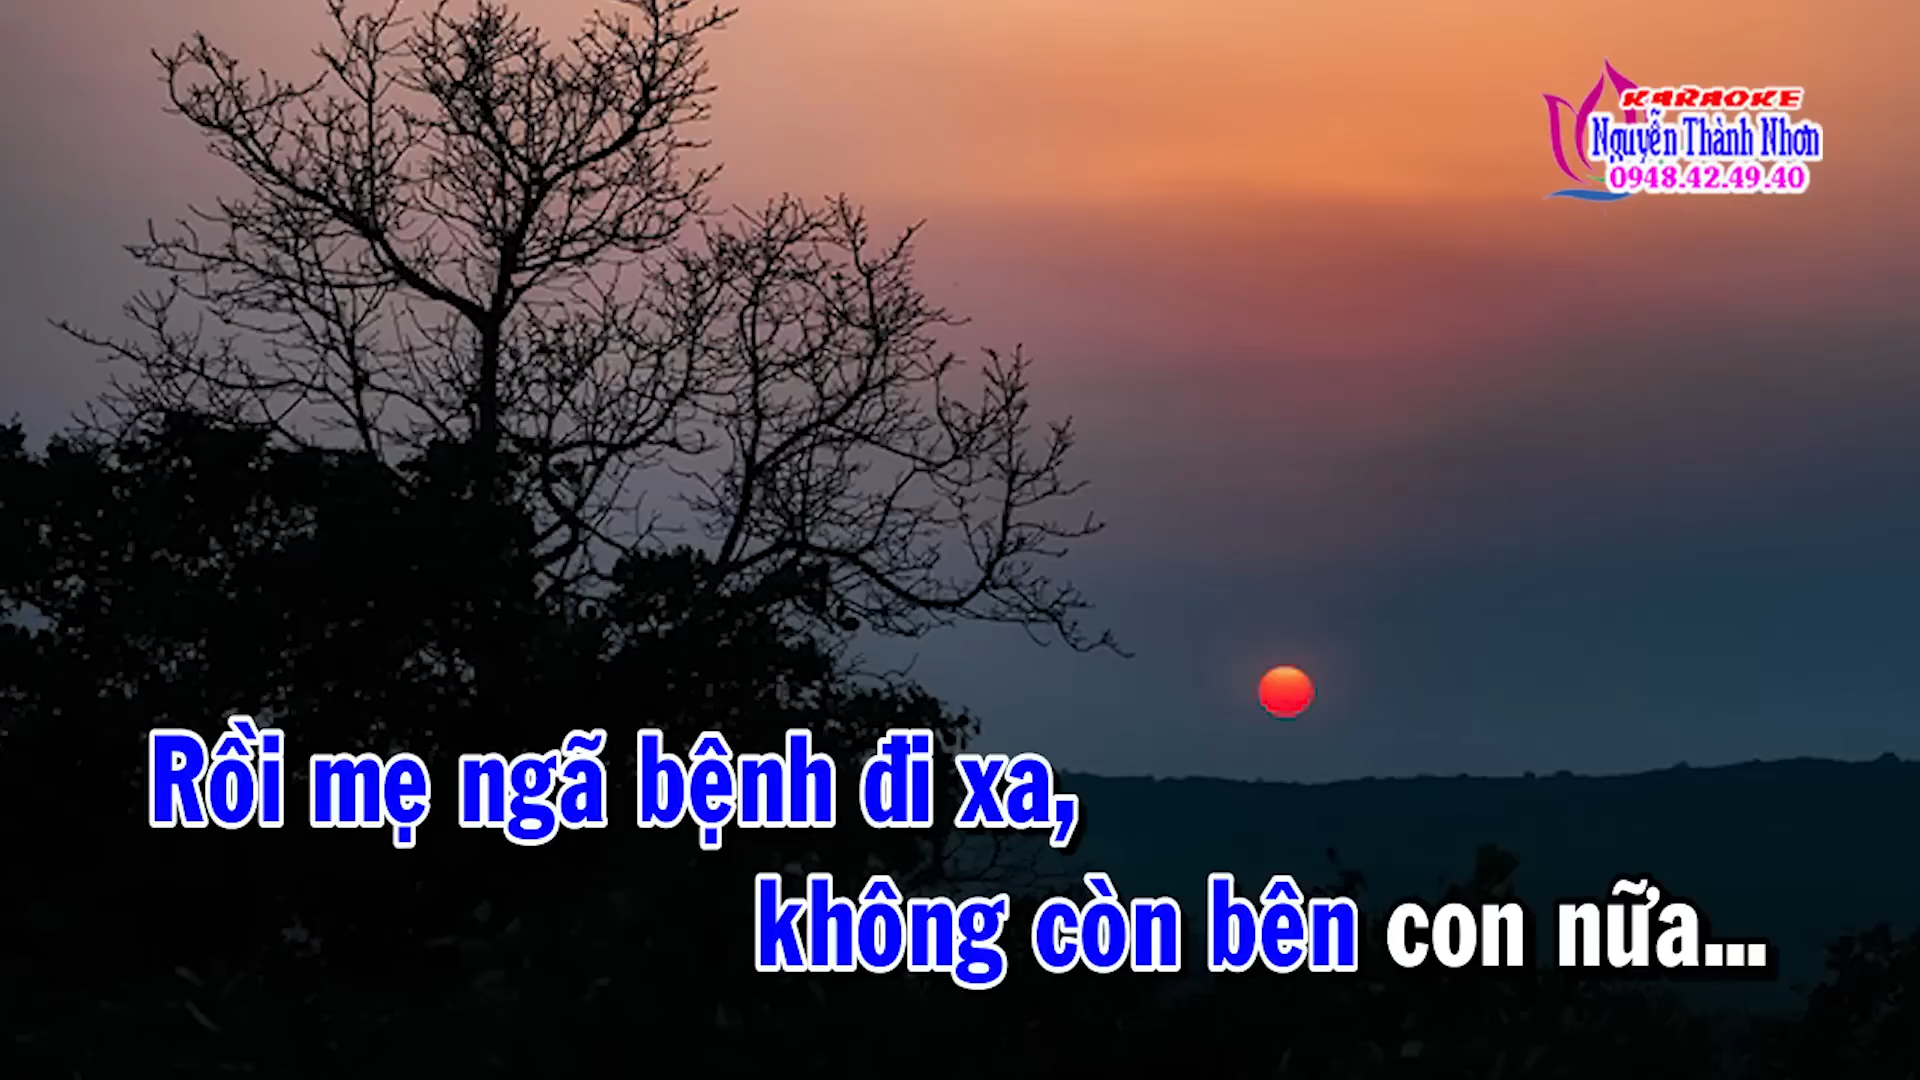 KARAOKE
Nguyễn Thành Nhơn
0948.42.49.40
Rồi mẹ ngã bệnh đi xa,
không còn bên con nữa...